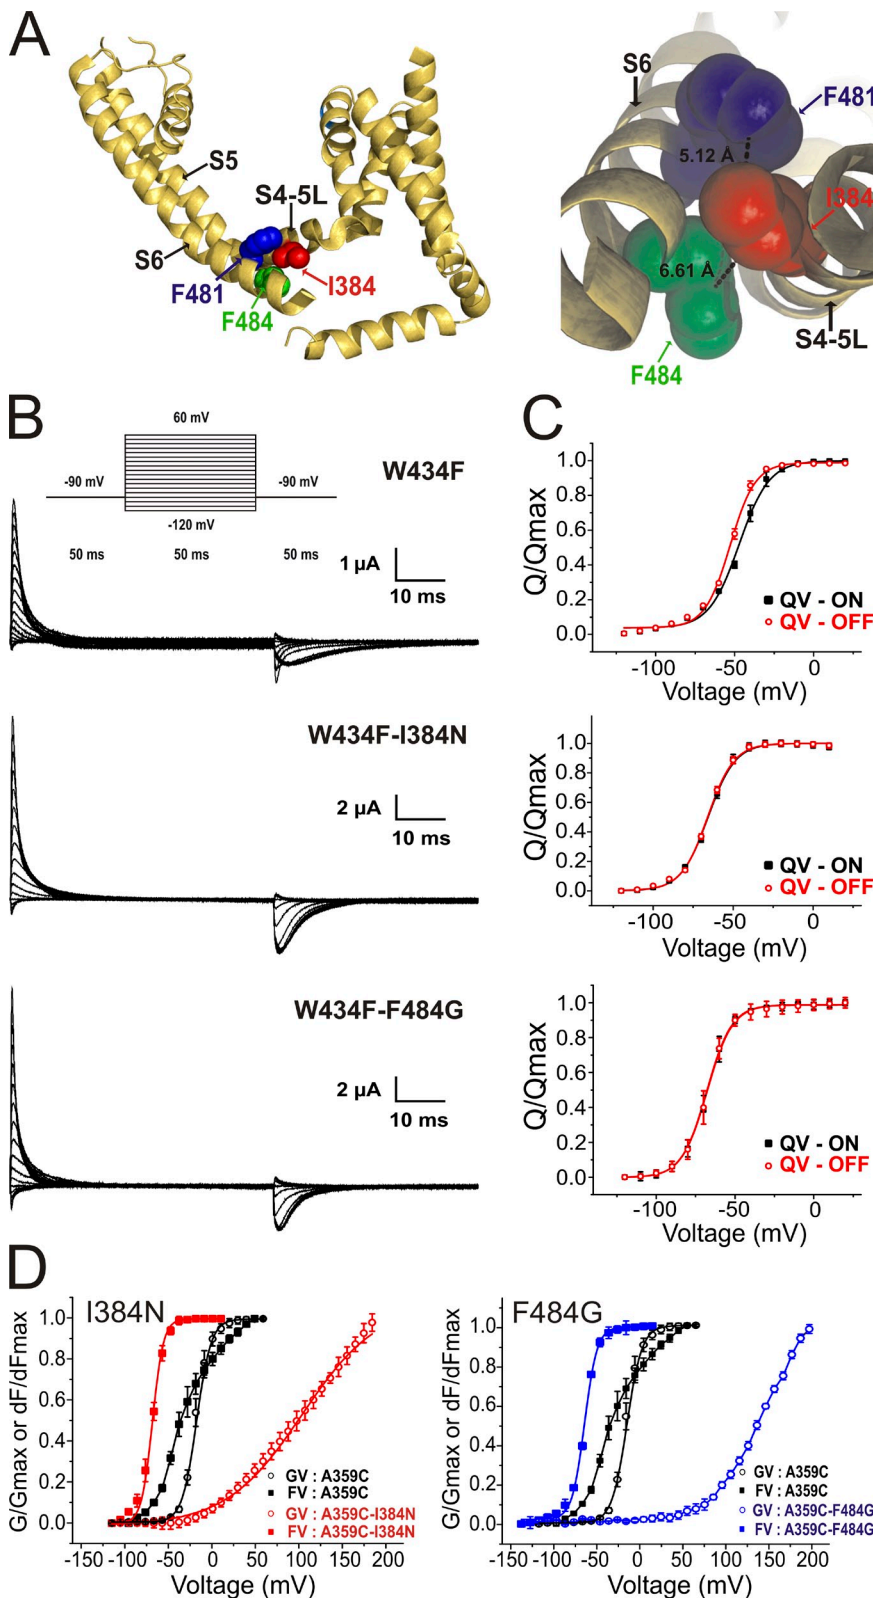 A
S5
S4-5L
S6
F481
I384
F484
S6
F481
5.12 Å
I384
6.61 Å
S4-5L
F484
B
60 mV
-90 mV
-90 mV
-120 mV
50 ms
50 ms
50 ms
W434F
1 µA
10 ms
W434F-I384N
2 µA
10 ms
W434F-F484G
2 µA
10 ms
C
Q/Qmax
1.0
0.8
0.6
0.4
0.2
0.0
QV - ON
QV - OFF
-100
-50
0
Voltage (mV)
Q/Qmax
1.0
0.8
0.6
0.4
0.2
0.0
QV - ON
QV - OFF
-100
-50
0
Voltage (mV)
Q/Qmax
1.0
0.8
0.6
0.4
0.2
0.0
QV - ON
QV - OFF
-100
-50
0
Voltage (mV)
D
I384N
G/Gmax or dF/dFmax
1.0
0.8
0.6
0.4
0.2
0.0
GV : A359C
FV : A359C
GV : A359C-I384N
FV : A359C-I384N
-150 -100 -50 0 50 100 150 200
Voltage (mV)
F484G
G/Gmax or dF/dFmax
1.0
0.8
0.6
0.4
0.2
0.0
GV : A359C
FV : A359C
GV : A359C-F484G
FV : A359C-F484G
-150 -100 -50 0 50 100 150 200
Voltage (mV)